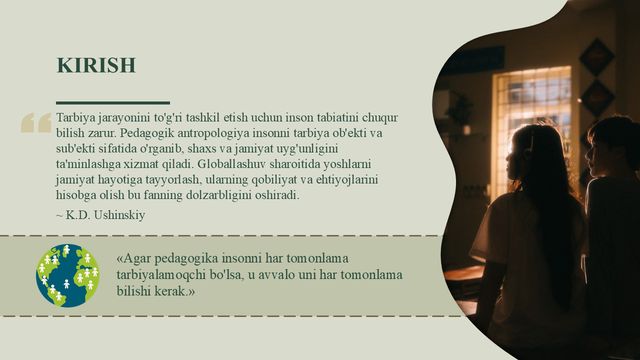 KIRISH
Tarbiya jarayonini to'g'ri tashkil etish uchun inson tabiatini chuqur
bilish zarur. Pedagogik antropologiya insonni tarbiya ob'ekti va
sub'ekti sifatida o'rganib, shaxs va jamiyat uyg'unligini
ta'minlashga xizmat qiladi. Globallashuv sharoitida yoshlarni
jamiyat hayotiga tayyorlash, ularning qobiliyat va ehtiyojlarini
hisobga olish bu fanning dolzarbligini oshiradi.
~ K.D. Ushinskiy
«Agar pedagogika insonni har tomonlama
tarbiyalamoqchi bo'lsa, u avvalo uni har tomonlama
bilishi kerak.»